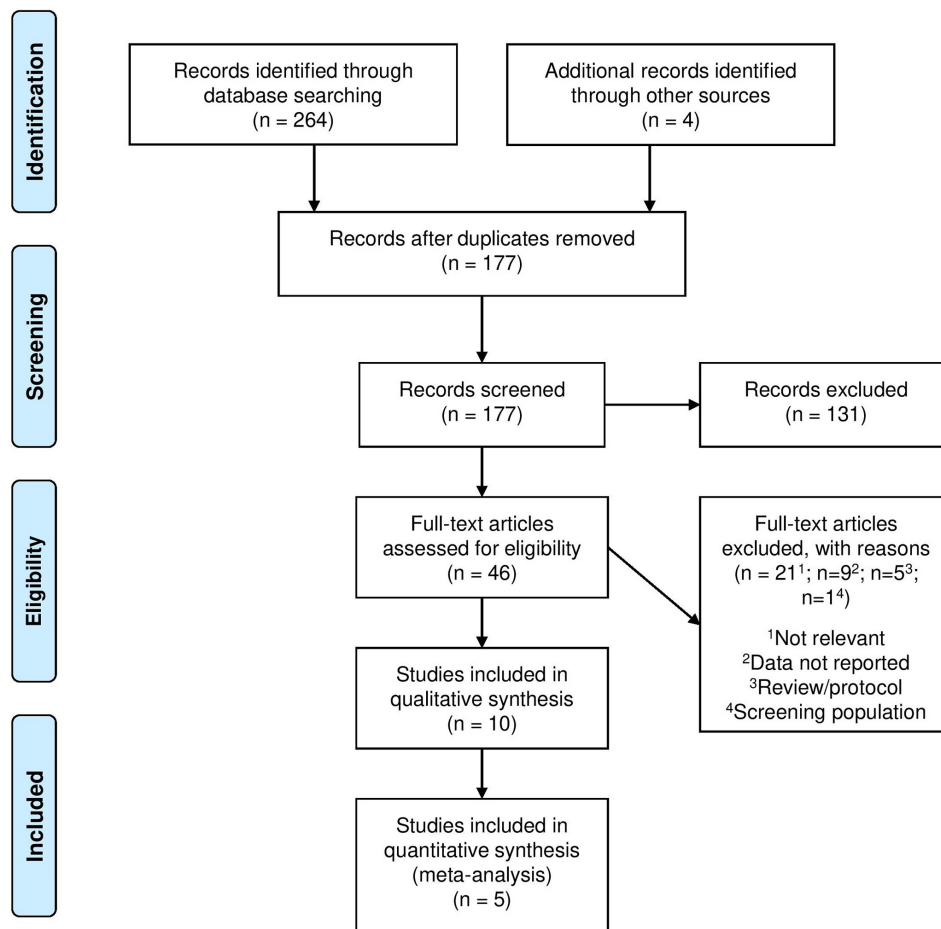 Identification
Records identified through
database searching
(n = 264)
Additional records identified
through other sources
(n = 4)
Records after duplicates removed
(n = 177)
Screening
Records screened
(n = 177)
Records excluded
(n = 131)
Eligibility
Full-text articles
assessed for eligibility
(n = 46)
Full-text articles
excluded, with reasons
(n = 21¹; n=9²; n=5³;
n=1⁴)
¹Not relevant
²Data not reported
³Review/protocol
⁴Screening population
Studies included in
qualitative synthesis
(n = 10)
Included
Studies included in
quantitative synthesis
(meta-analysis)
(n = 5)